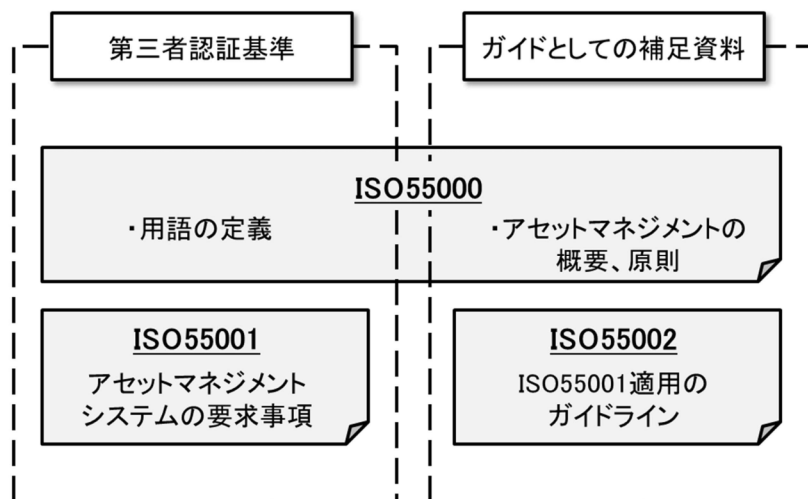 第三者認証基準
ガイドとしての補足資料
ISO55000
・用語の定義
・アセットマネジメントの
概要、原則
ISO55001
アセットマネジメント
システムの要求事項
ISO55002
ISO55001適用の
ガイドライン